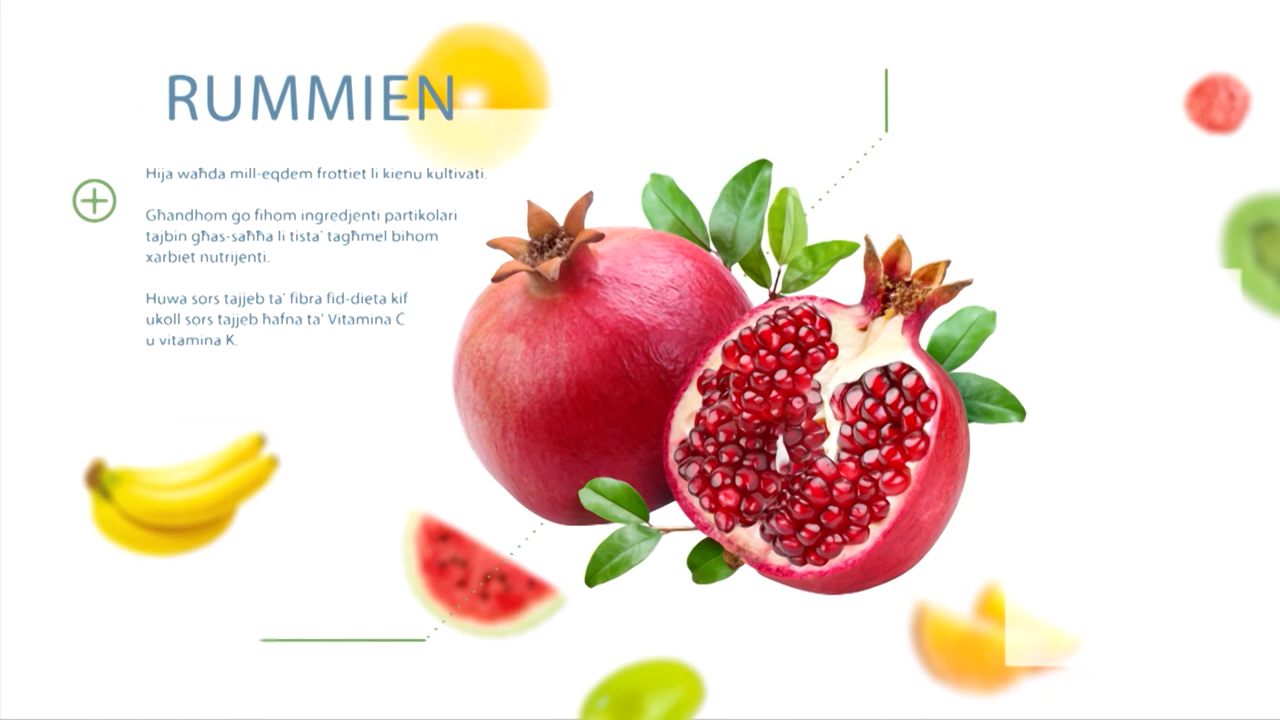 RUMMIEN
Hija waħda mill-eqdem frottiet li kienu kultivati.
Għandhom ġo fihom ingredjenti partikolari
tajbin għas-saħħa li tista' tagħmel bihom
xarbiet nutrijenti.
Huwa sors tajjeb ta' fibra fid-dieta kif
ukoll sors tajjeb ħafna ta' Vitamina C
u vitamina K.